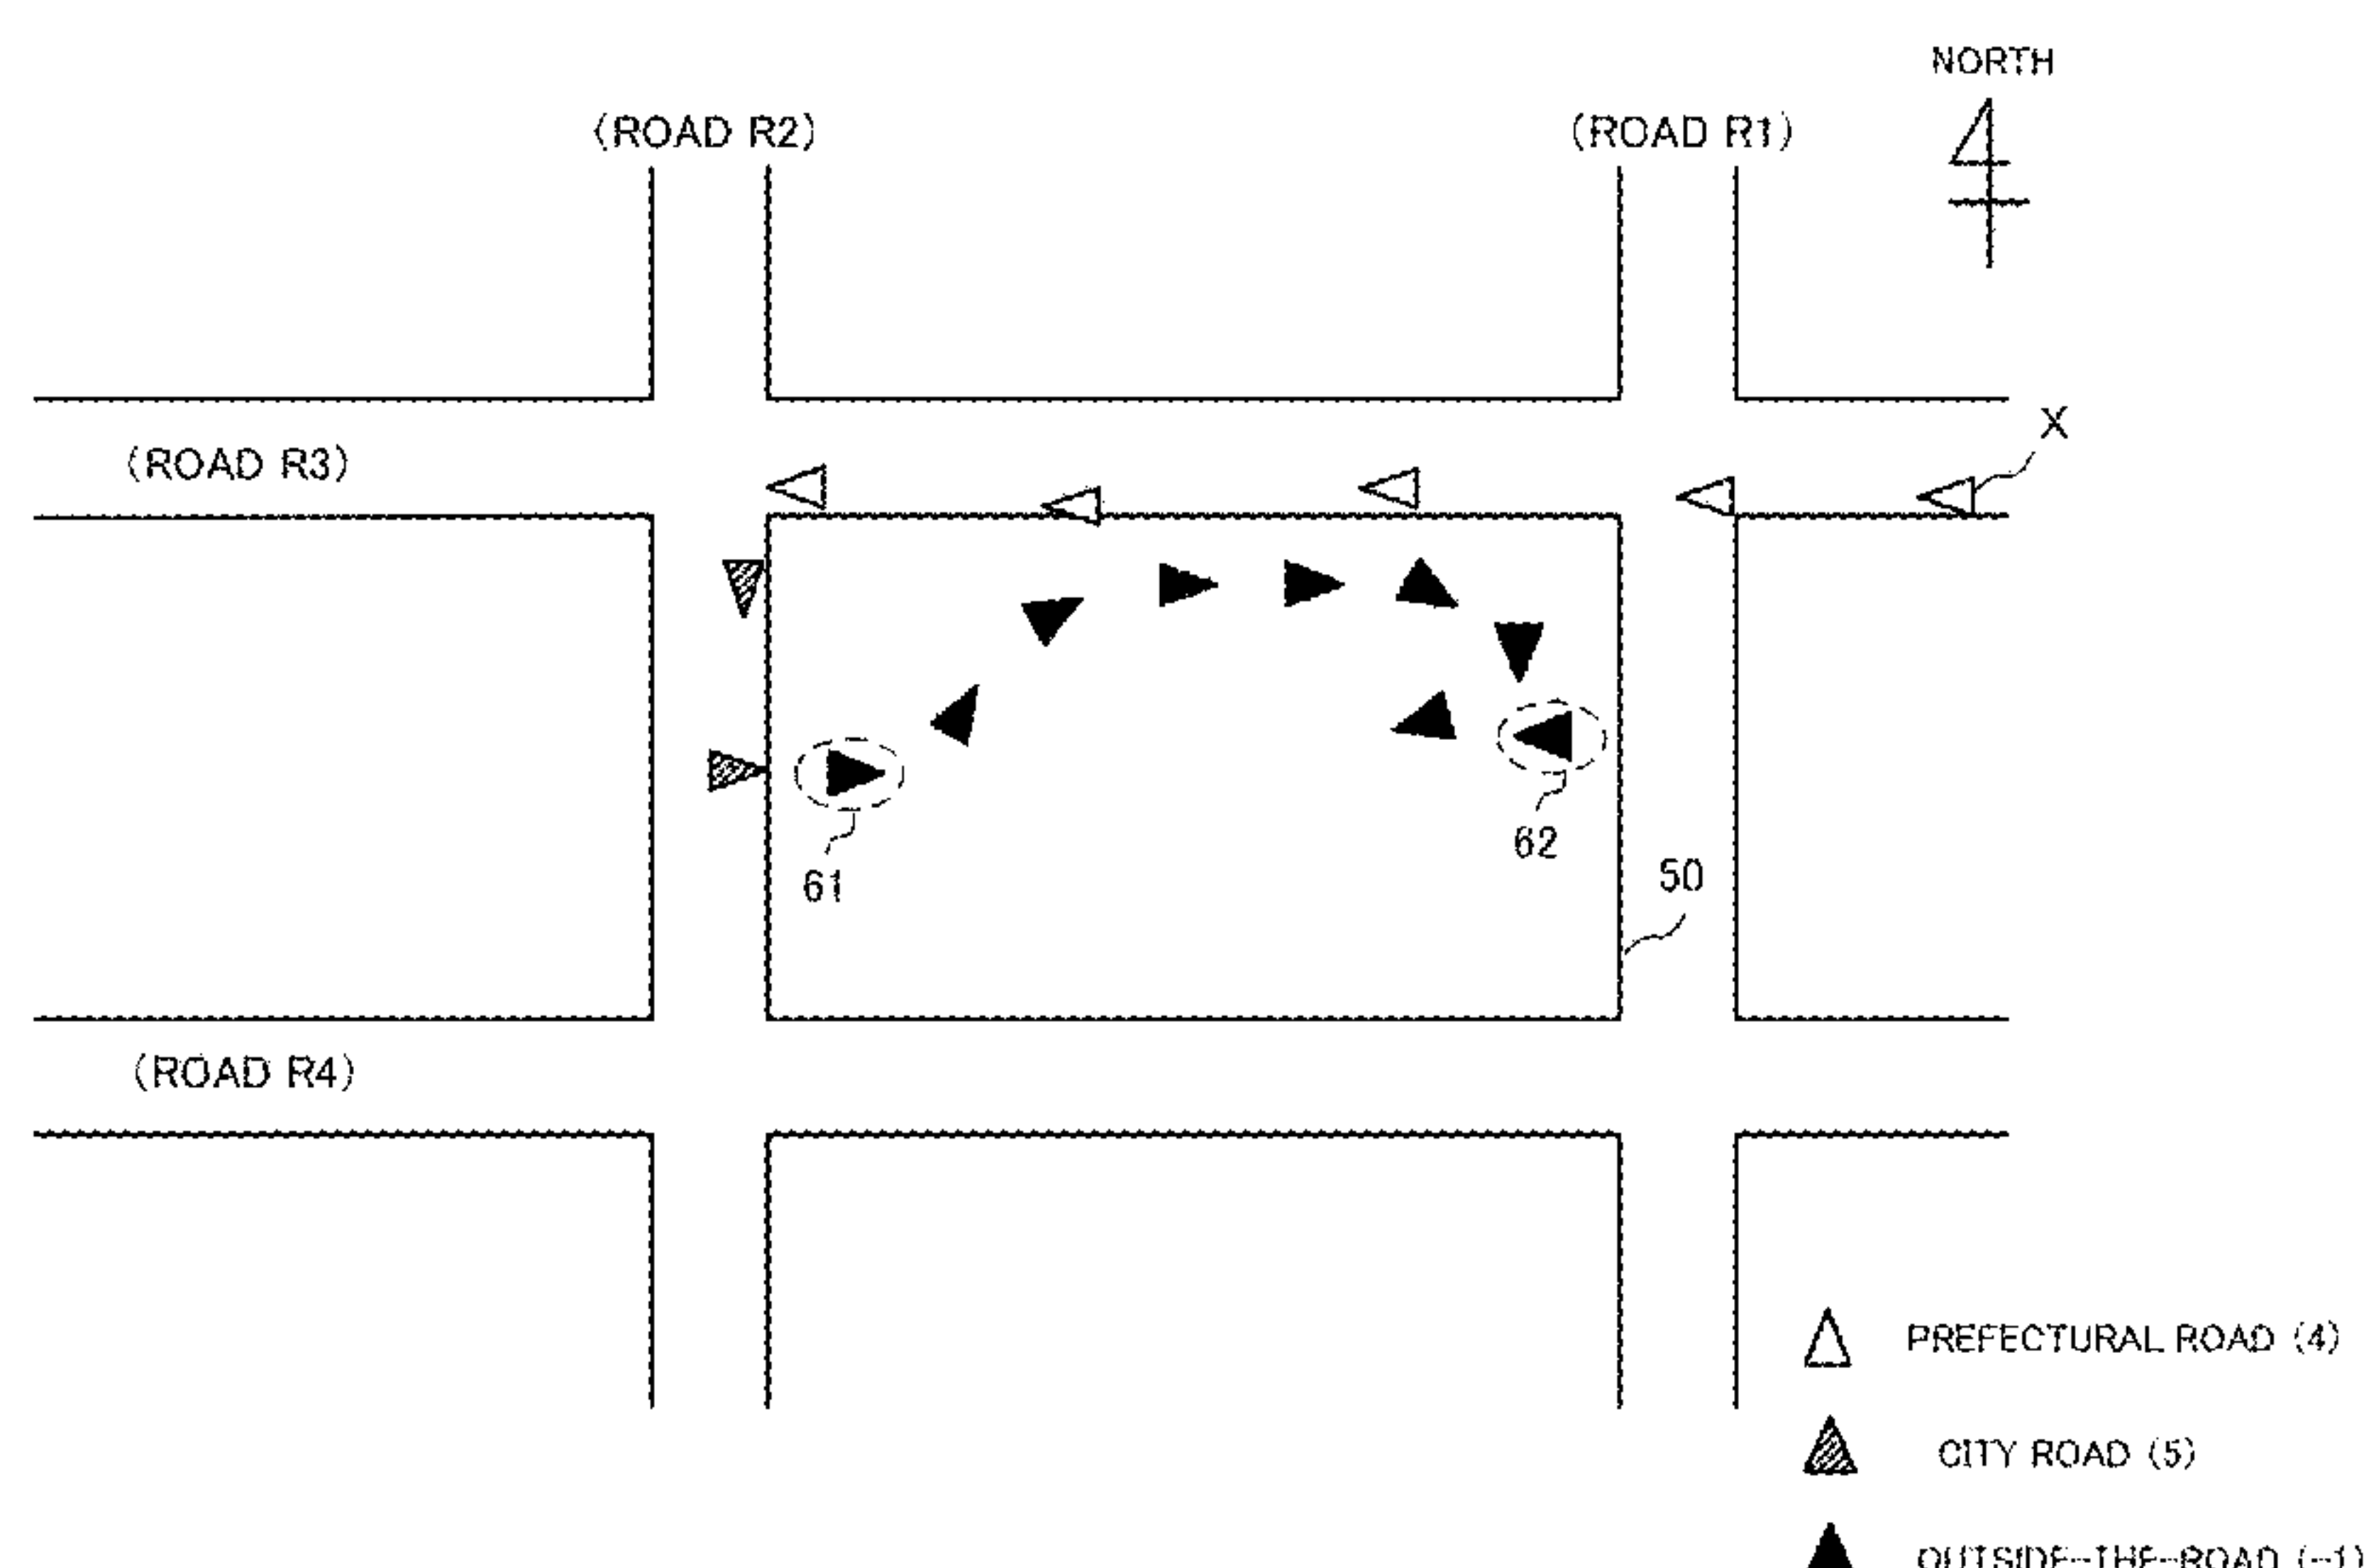 NORTH
(ROAD R2)
(ROAD R1)
X
(ROAD R3)
62
50
61
(ROAD R4)
PREFECTURAL ROAD (4)
CITY ROAD (5)
OUTSIDE-THE-ROAD (-1)